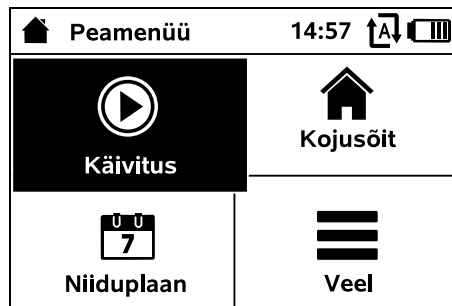 Peamenüü 14:57 A
Käivitus
Kojusõit
7
Niiduplaan
Veel